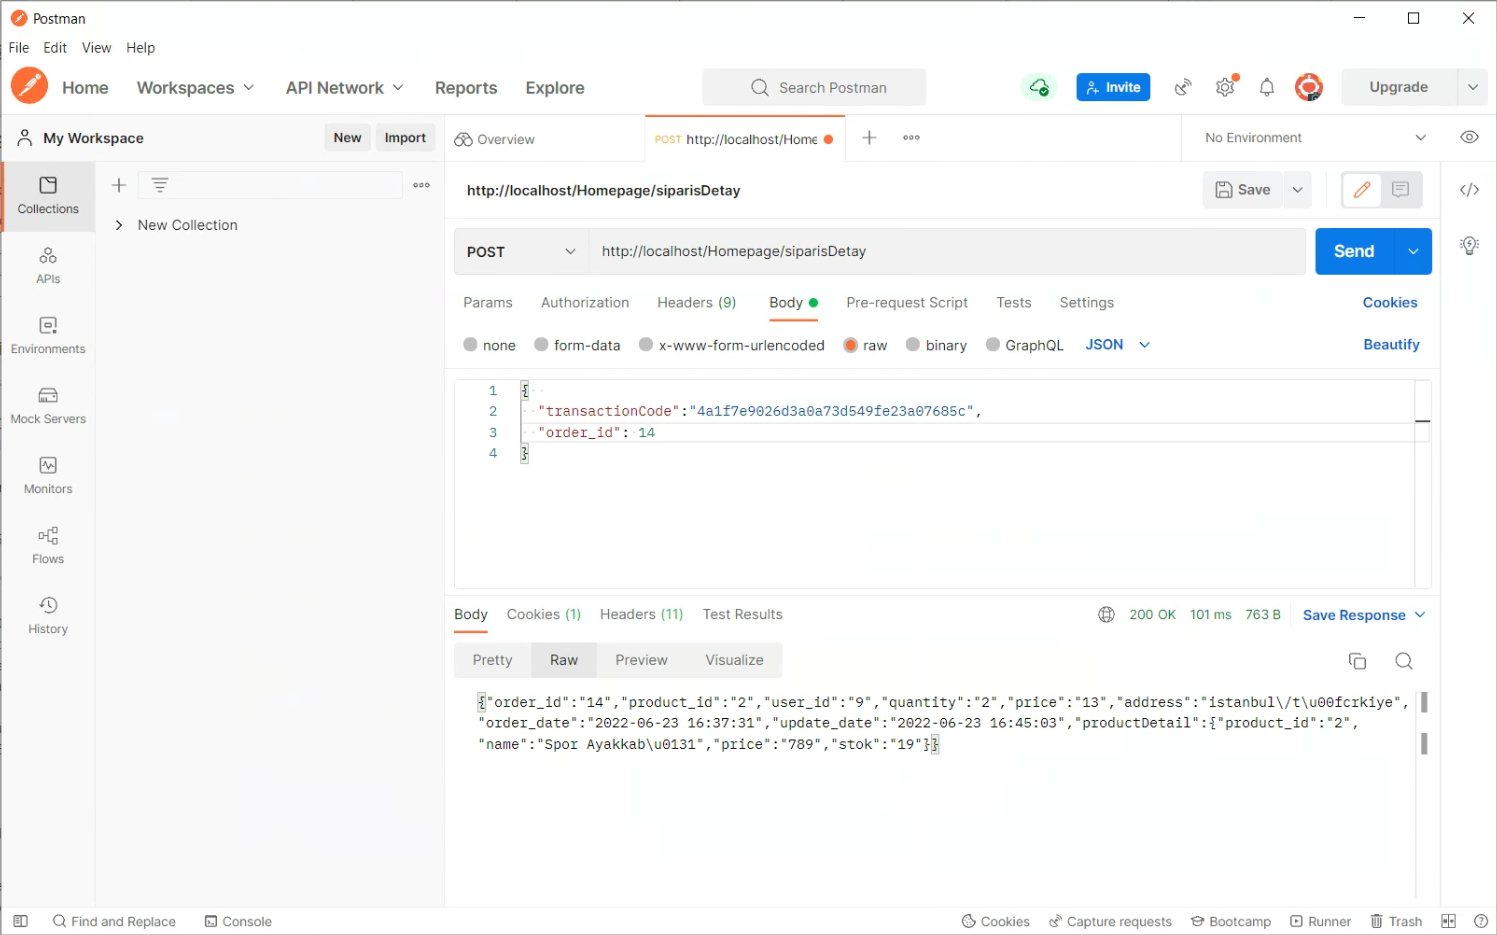 Postman
File Edit View Help
Home Workspaces API Network Reports Explore Search Postman Invite Upgrade
My Workspace New Import Overview POST http://localhost/Home No Environment
Collections
New Collection
APIs
Environments
Mock Servers
Monitors
Flows
History
http://localhost/Homepage/siparisDetay Save
POST http://localhost/Homepage/siparisDetay Send
Params Authorization Headers (9) Body Pre-request Script Tests Settings Cookies
none form-data x-www-form-urlencoded raw binary GraphQL JSON Beautify
1 {
2 "transactionCode":"4a1f7e9026d3a0a73d549fe23a07685c",
3 "order_id": 14
4 }
Body Cookies (1) Headers (11) Test Results 200 OK 101 ms 763 B Save Response
Pretty Raw Preview Visualize
{"order_id":"14","product_id":"2","user_id":"9","quantity":"2","price":"13","address":"istanbul\/t\u00fcrkiye",
"order_date":"2022-06-23 16:37:31","update_date":"2022-06-23 16:45:03","productDetail":{"product_id":"2",
"name":"Spor Ayakkab\u0131","price":"789","stok":"19"}}
Find and Replace Console Cookies Capture requests Bootcamp Runner Trash